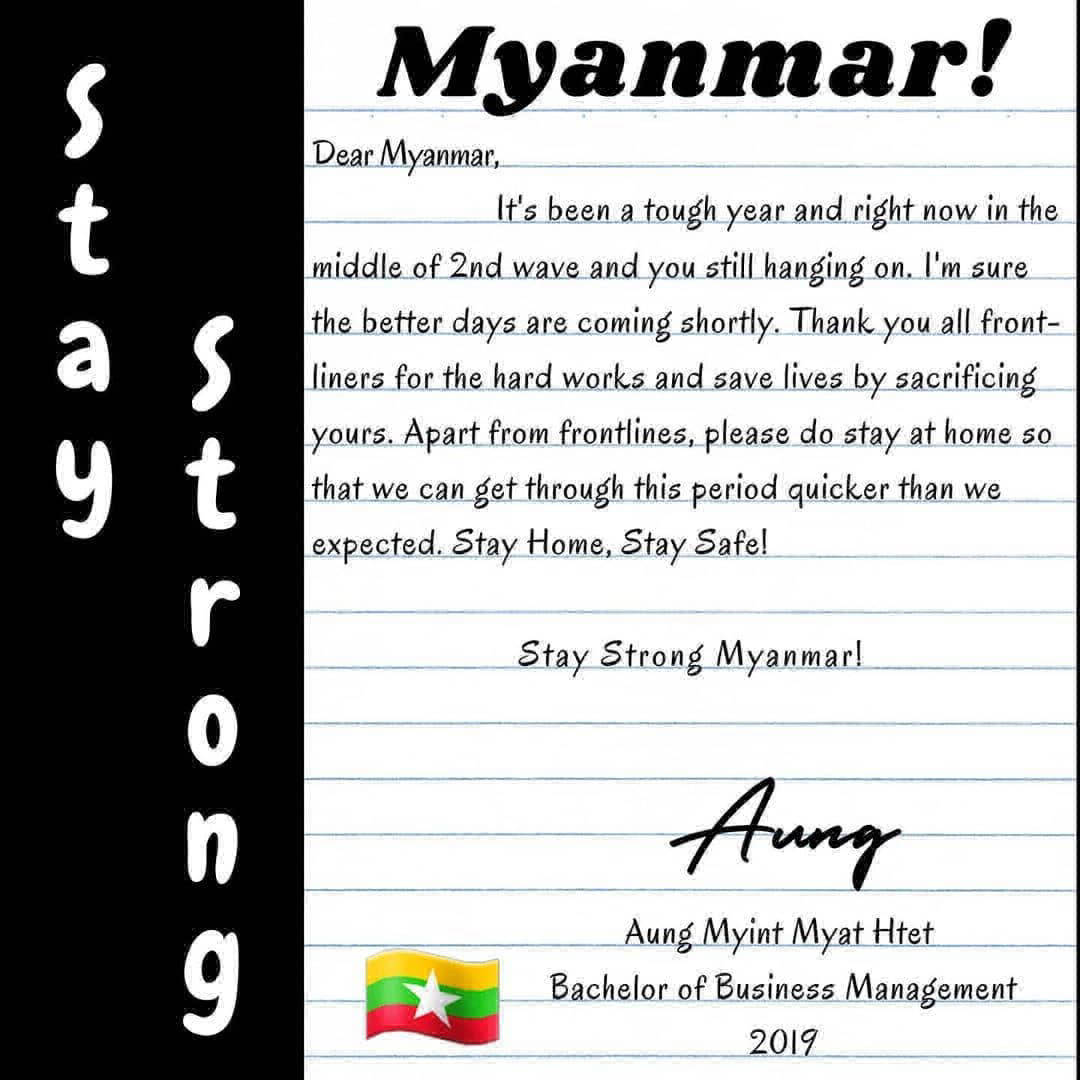 Stay
Strong
Myanmar!
Dear Myanmar,
It's been a tough year and right now in the
middle of 2nd wave and you still hanging on. I'm sure
the better days are coming shortly. Thank you all front-
liners for the hard works and save lives by sacrificing
yours. Apart from frontlines, please do stay at home so
that we can get through this period quicker than we
expected. Stay Home, Stay Safe!
Stay Strong Myanmar!
Aung
Aung Myint Myat Htet
Bachelor of Business Management
2019